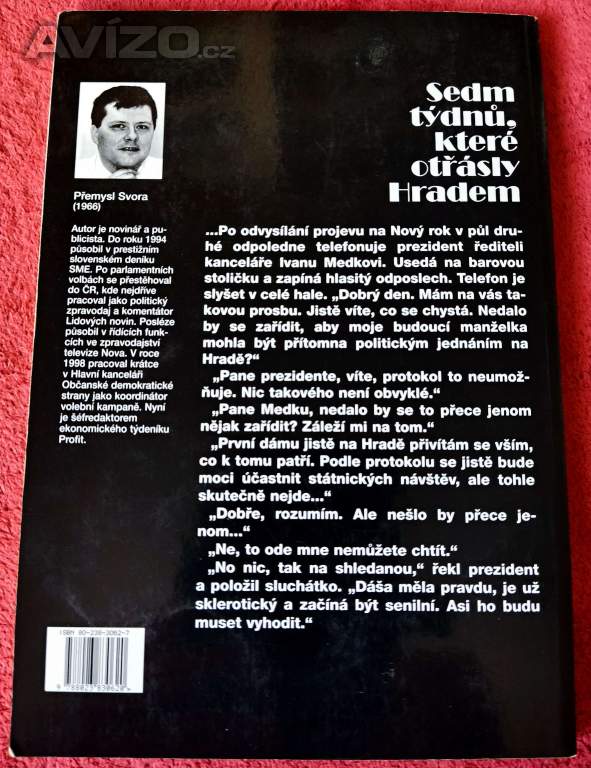 AVÍZO.cz
Sedm
týdnů,
které
otřásly
Hradem
Přemysl Svora
(1966)
Autor je novinář a pu-
blicista. Do roku 1994
působil v prestižním
slovenském deníku
SME. Po parlamentních
volbách se přestěhoval
do ČR, kde nejdříve
pracoval jako politický
zpravodaj a komentátor
Lidových novin. Posléze
působil v řídících funk-
cích ve zpravodajství
televize Nova. V roce
1998 pracoval krátce
v Hlavní kanceláři
Občanské demokratické
strany jako koordinátor
volební kampaně. Nyní
je šéfredaktorem
ekonomického týdeníku
Profit.
...Po odvysílání projevu na Nový rok v půl dru-
hé odpoledne telefonuje prezident řediteli
kanceláře Ivanu Medkovi. Usedá na barovou
stoličku a zapíná hlasitý odposlech. Telefon je
slyšet v celé hale. „Dobrý den. Mám na vás ta-
kovou prosbu. Jistě víte, co se chystá. Nedalo
by se zařídit, aby moje budoucí manželka
mohla být přítomna politickým jednáním na
Hradě?“
„Pane prezidente, víte, protokol to neumož-
ňuje. Nic takového není obvyklé.“
„Pane Medku, nedalo by se to přece jenom
nějak zařídit? Záleží mi na tom.“
„První dámu jistě na Hradě přivítám se vším,
co k tomu patří. Podle protokolu se jistě bude
moci účastnit státnických návštěv, ale tohle
skutečně nejde...“
„Dobře, rozumím. Ale nešlo by přece je-
nom...“
„Ne, to ode mne nemůžete chtít.“
„No nic, tak na shledanou,“ řekl prezident
a položil sluchátko. „Dáša měla pravdu, je už
sklerotický a začíná být senilní. Asi ho budu
muset vyhodit.“
ISBN 80-238-3062-7
9 788023 830620